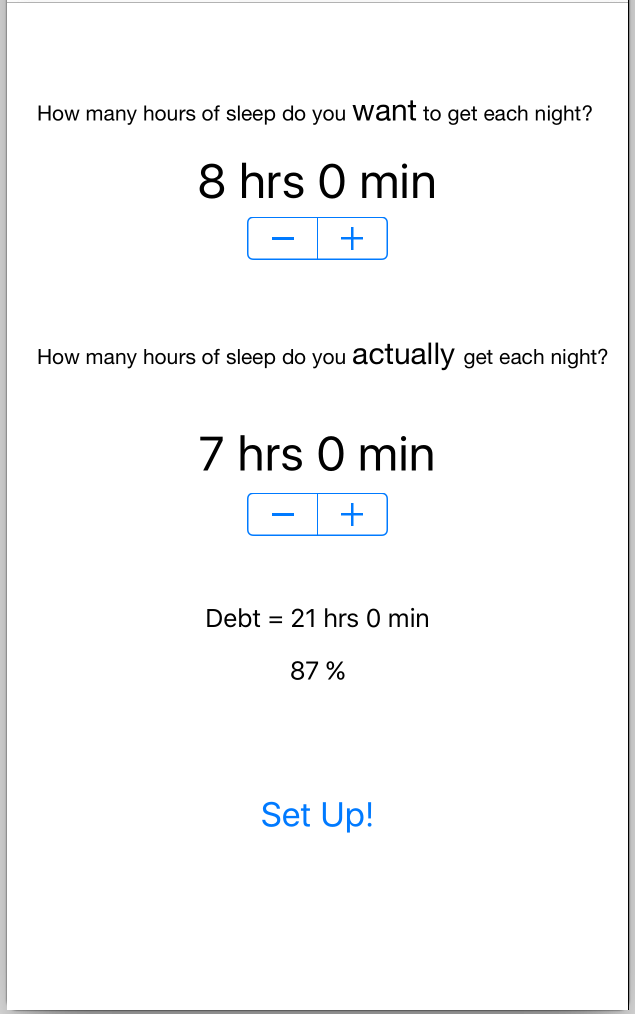 How many hours of sleep do you want to get each night?
8 hrs 0 min
− +
How many hours of sleep do you actually get each night?
7 hrs 0 min
− +
Debt = 21 hrs 0 min
87 %
Set Up!